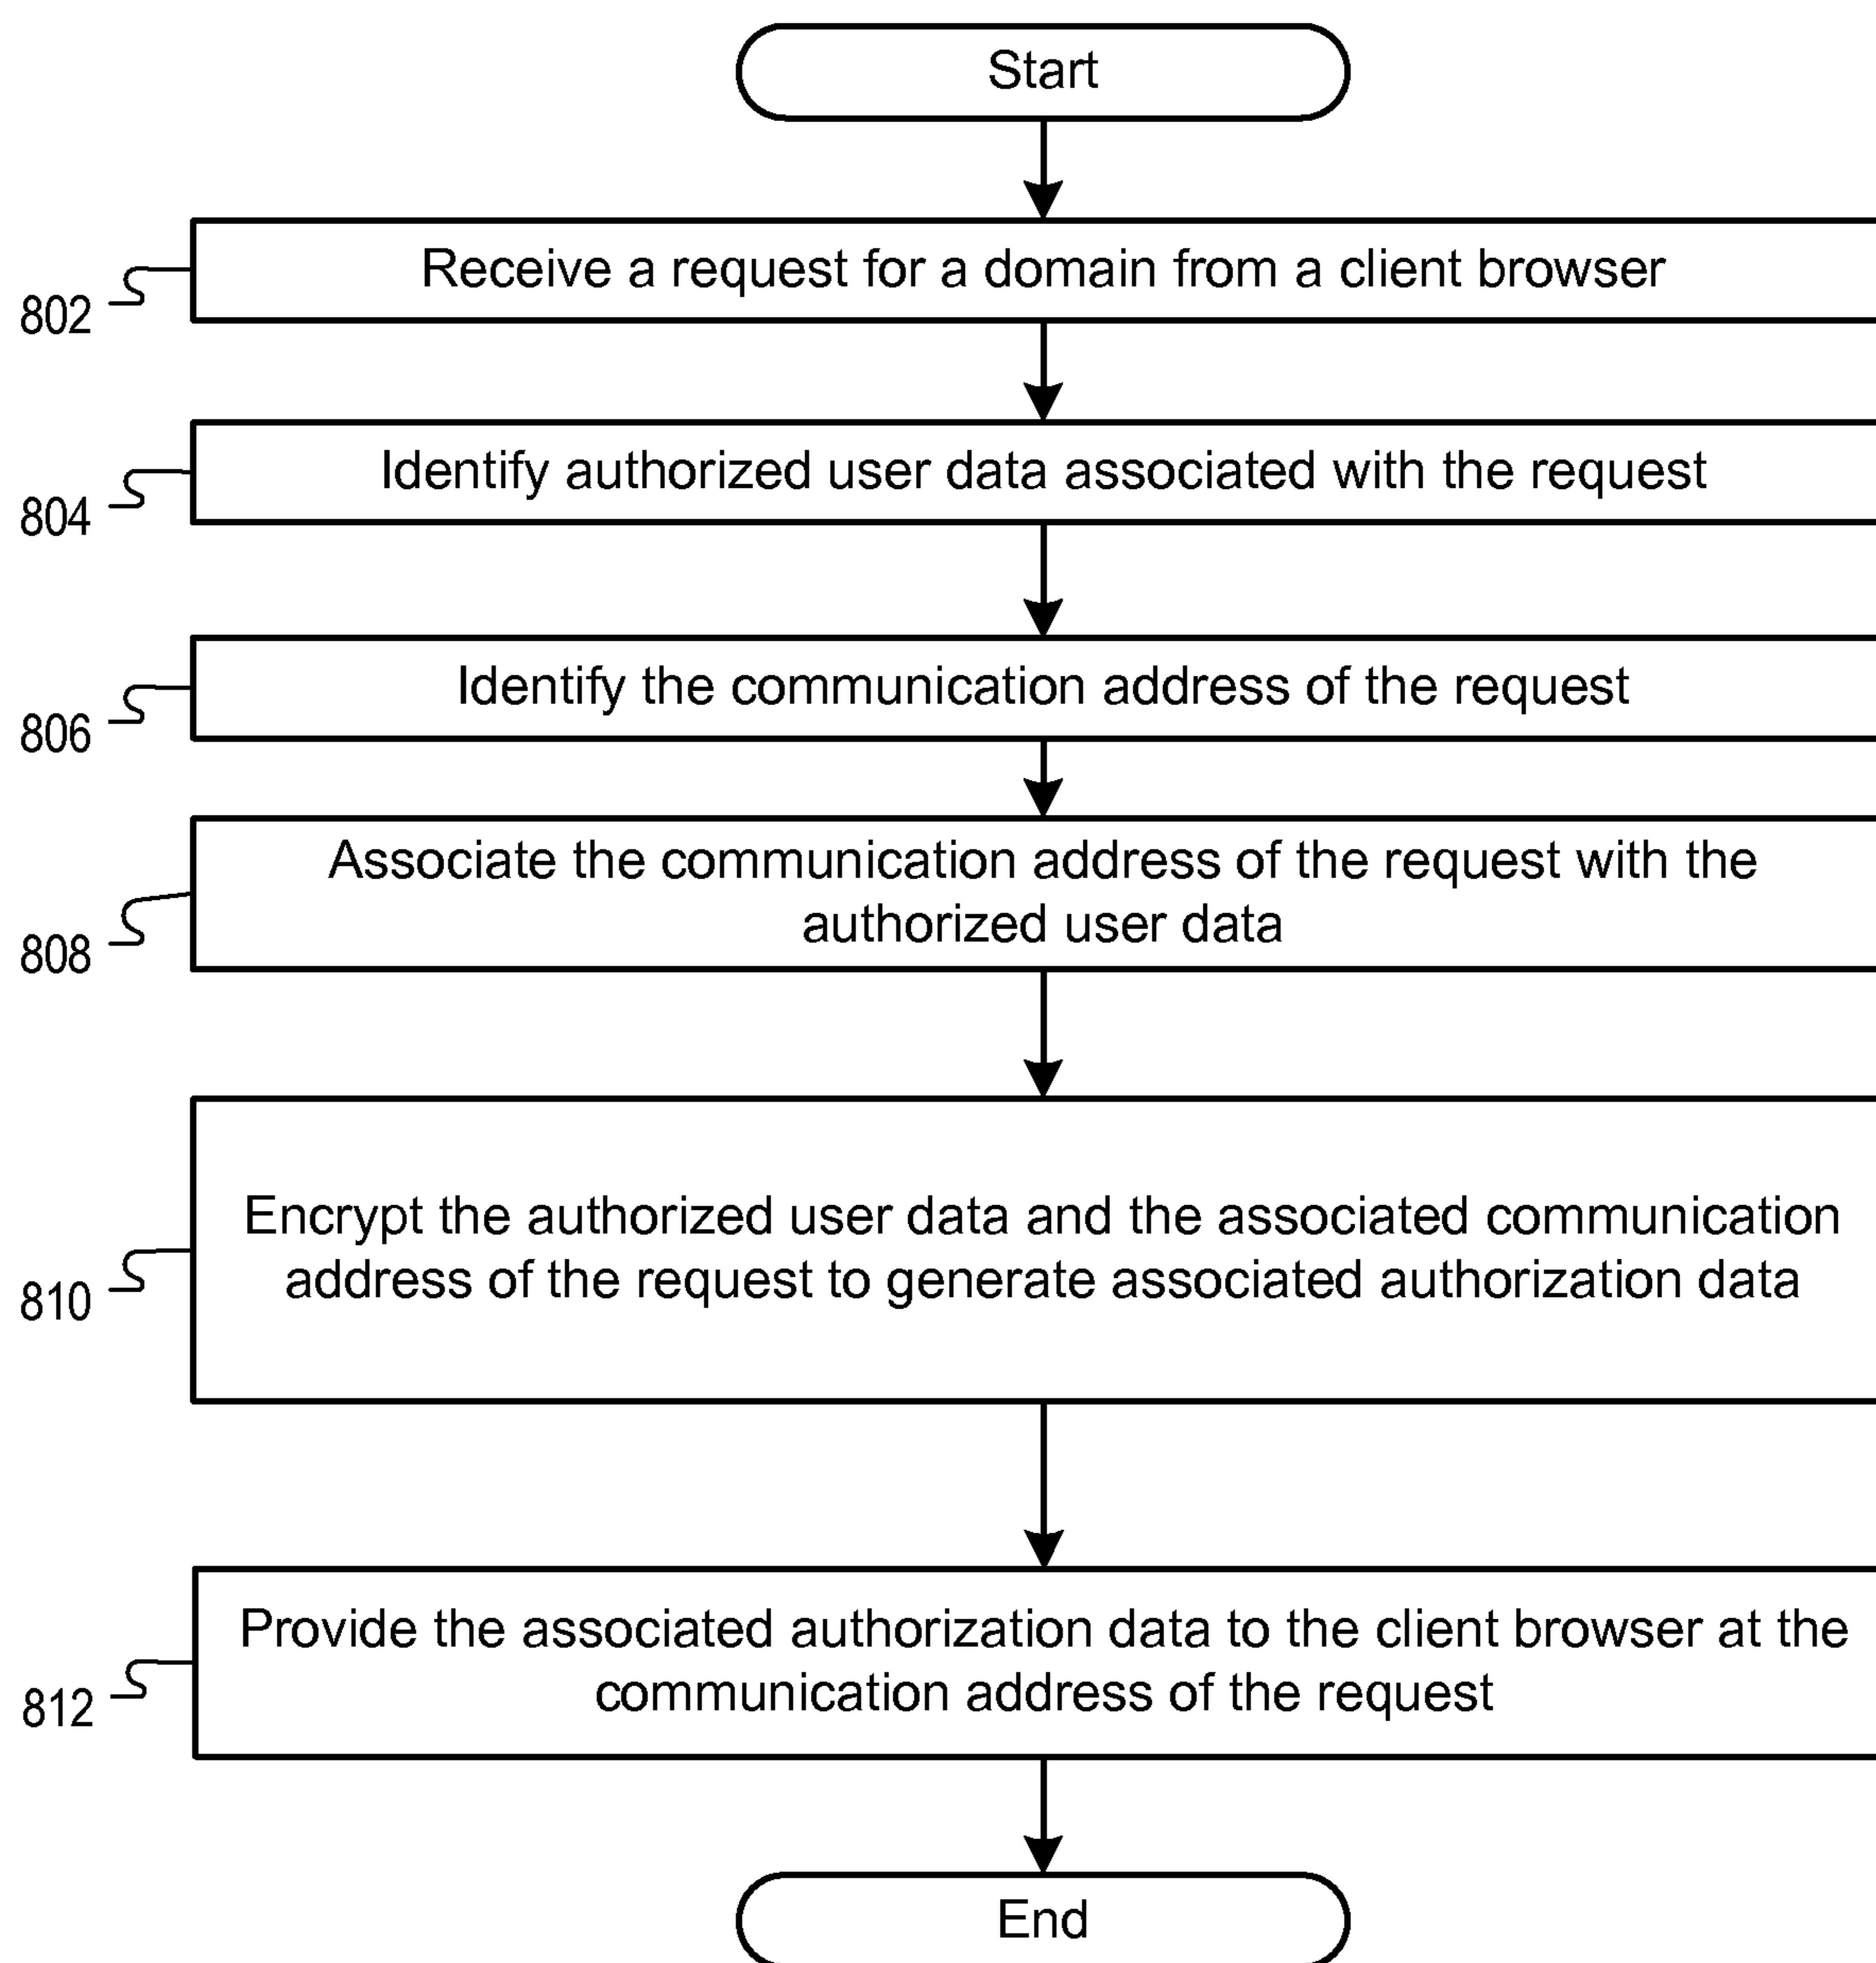 Start
Receive a request for a domain from a client browser
802
Identify authorized user data associated with the request
804
Identify the communication address of the request
806
Associate the communication address of the request with the
authorized user data
808
Encrypt the authorized user data and the associated communication
address of the request to generate associated authorization data
810
Provide the associated authorization data to the client browser at the
communication address of the request
812
End